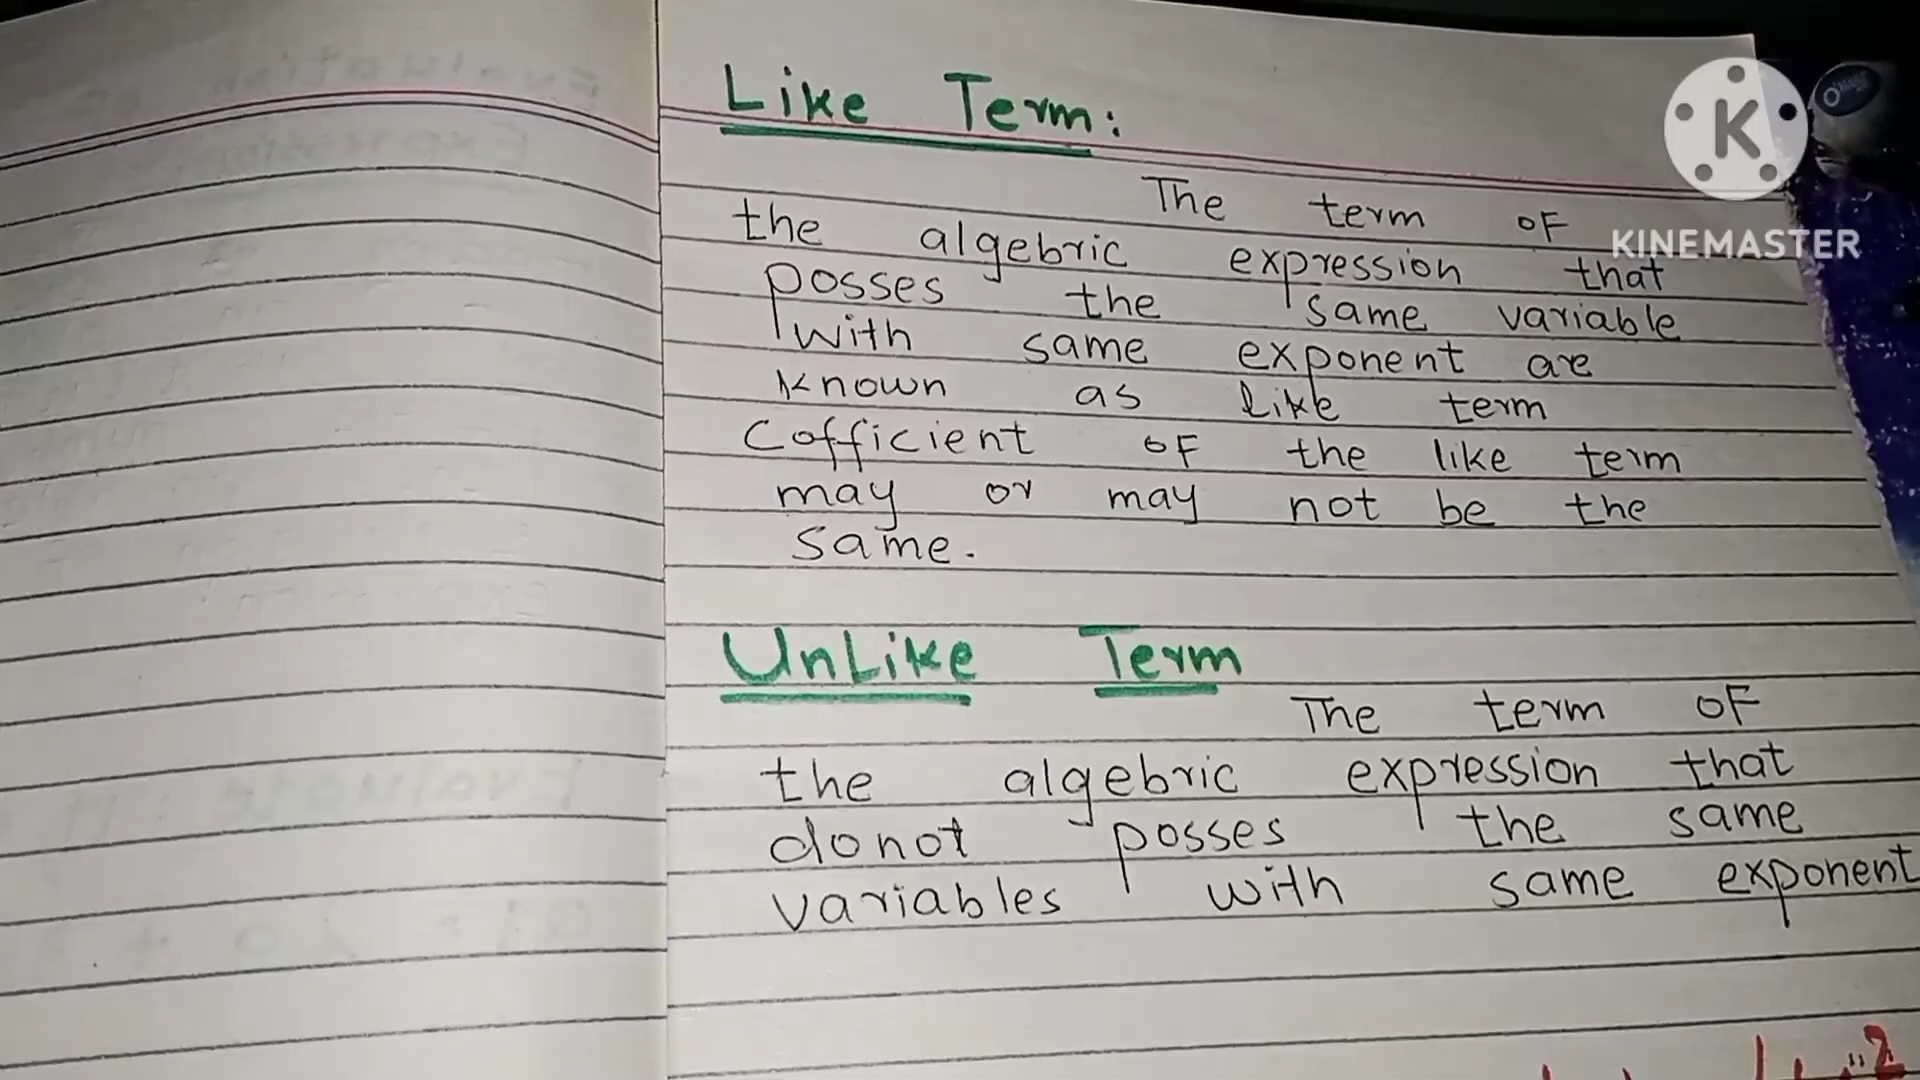 Like Term:
The term of
the algebric expression that
posses the same variable
with same exponent are
known as like term
Cofficient of the like term
may or may not be the
same.
UnLike Term
The term of
the algebric expression that
donot posses the same
variables with same exponent
KINEMASTER